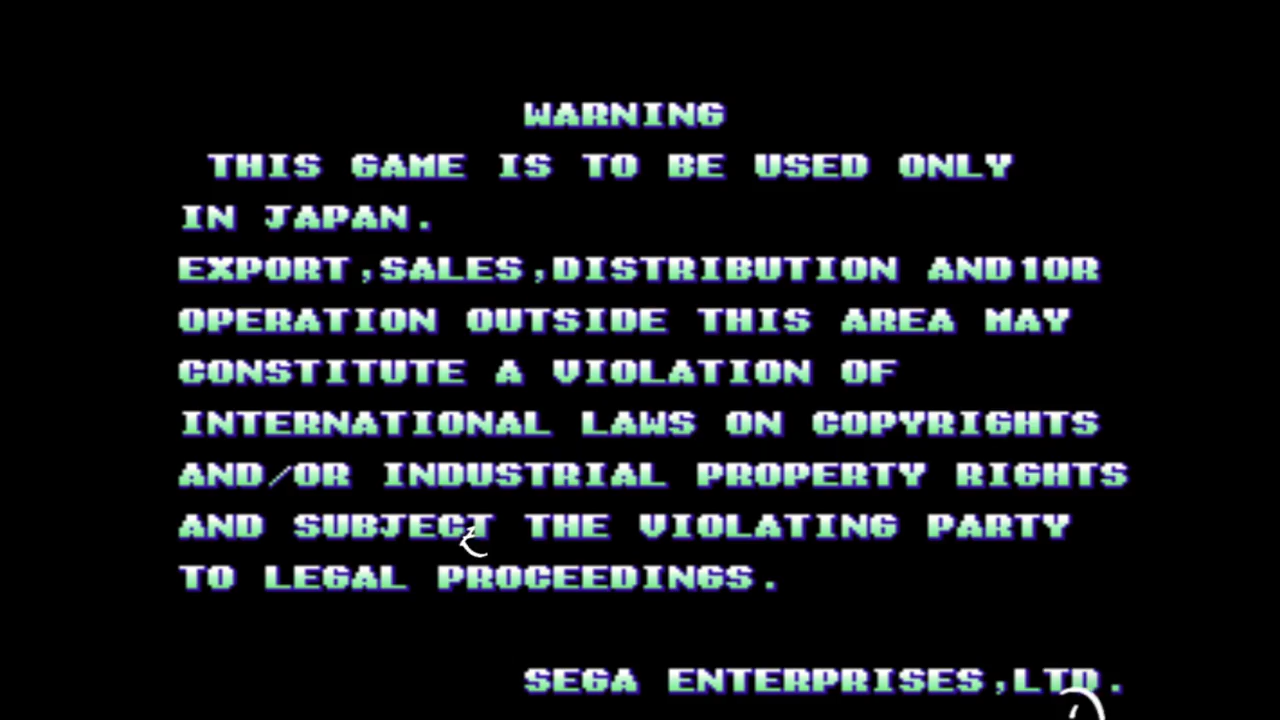 WARNING
THIS GAME IS TO BE USED ONLY
IN JAPAN.
EXPORT,SALES,DISTRIBUTION AND1OR
OPERATION OUTSIDE THIS AREA MAY
CONSTITUTE A VIOLATION OF
INTERNATIONAL LAWS ON COPYRIGHTS
AND/OR INDUSTRIAL PROPERTY RIGHTS
AND SUBJECT THE VIOLATING PARTY
TO LEGAL PROCEEDINGS.
SEGA ENTERPRISES,LTD.